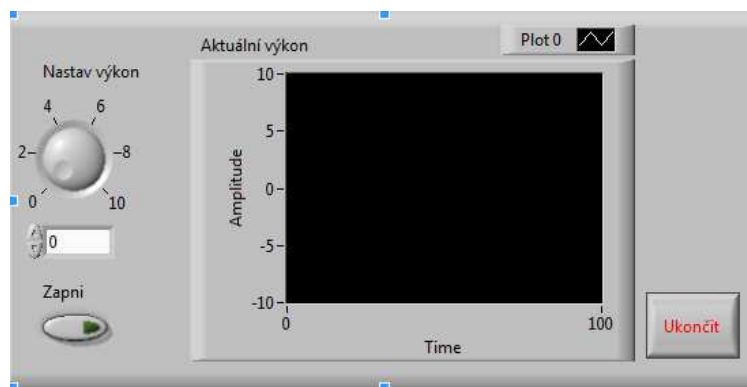 Aktuální výkon
Plot 0
Nastav výkon
0
2
4
6
8
10
0
Zapni
Amplitude
10
5
0
-5
-10
0
100
Time
Ukončit